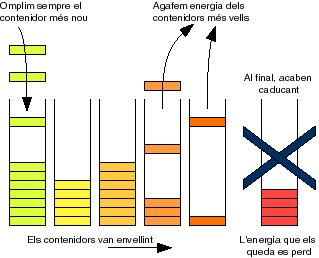 Omplim sempre el
contenidor més nou
Agafem energia dels
contenidors més vells
Al final, acaben
caducant
Els contenidors van envellint
L'energia que els
queda es perd